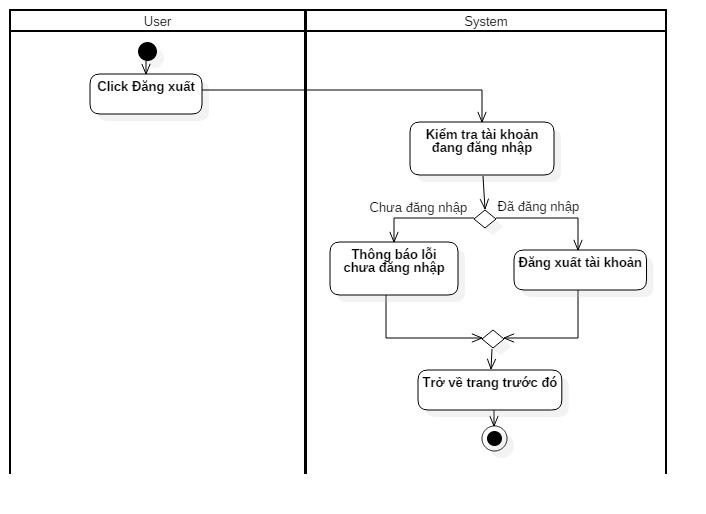 User
System
Click Đăng xuất
Kiểm tra tài khoản
đang đăng nhập
Chưa đăng nhập
Đã đăng nhập
Thông báo lỗi
chưa đăng nhập
Đăng xuất tài khoản
Trở về trang trước đó